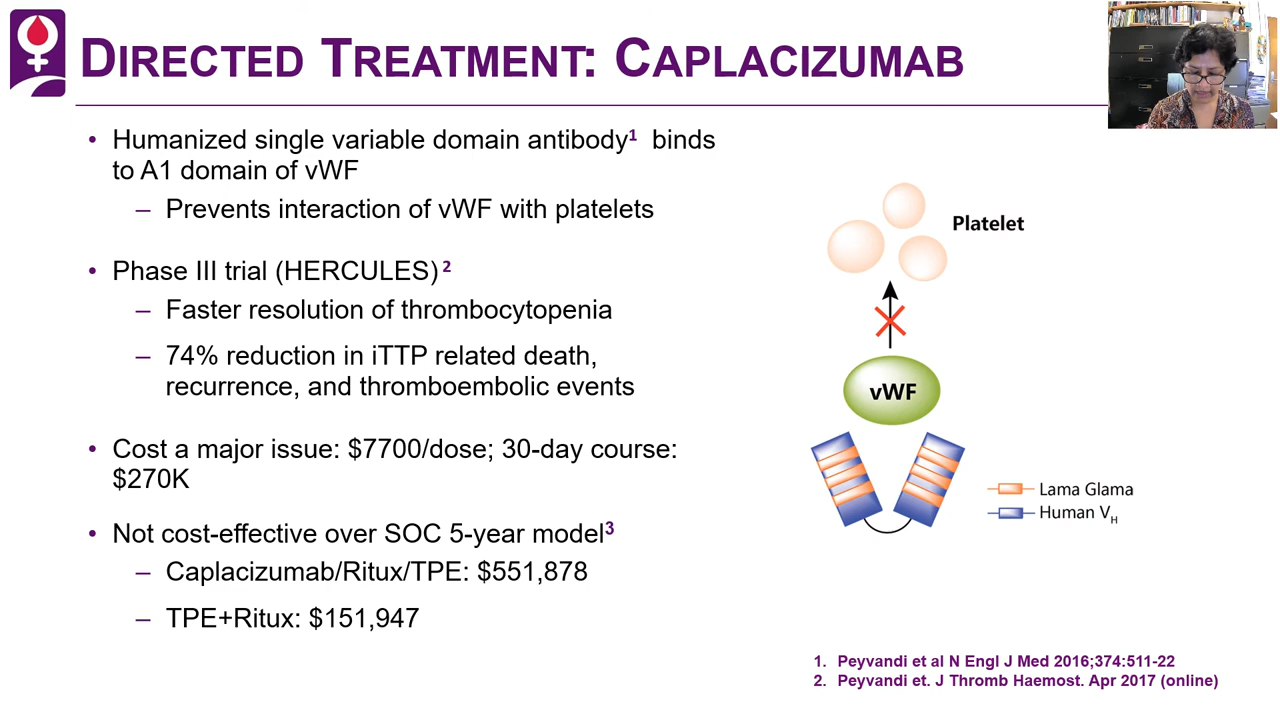 DIRECTED TREATMENT: CAPLACIZUMAB
• Humanized single variable domain antibody1 binds
to A1 domain of vWF
– Prevents interaction of vWF with platelets
• Phase III trial (HERCULES) 2
– Faster resolution of thrombocytopenia
– 74% reduction in iTTP related death,
recurrence, and thromboembolic events
• Cost a major issue: $7700/dose; 30-day course:
$270K
• Not cost-effective over SOC 5-year model3
– Caplacizumab/Ritux/TPE: $551,878
– TPE+Ritux: $151,947
Platelet
vWF
Lama Glama
Human VH
1. Peyvandi et al N Engl J Med 2016;374:511-22
2. Peyvandi et. J Thromb Haemost. Apr 2017 (online)